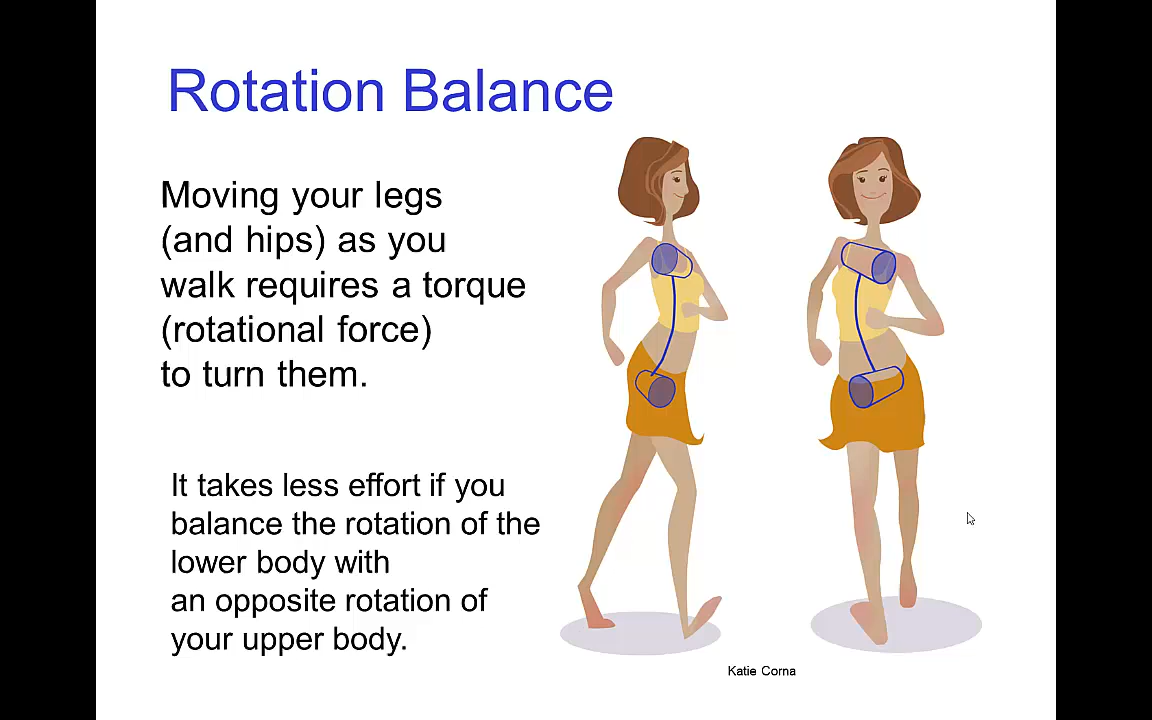 Rotation Balance
Moving your legs
(and hips) as you
walk requires a torque
(rotational force)
to turn them.
It takes less effort if you
balance the rotation of the
lower body with
an opposite rotation of
your upper body.
Katie Corna